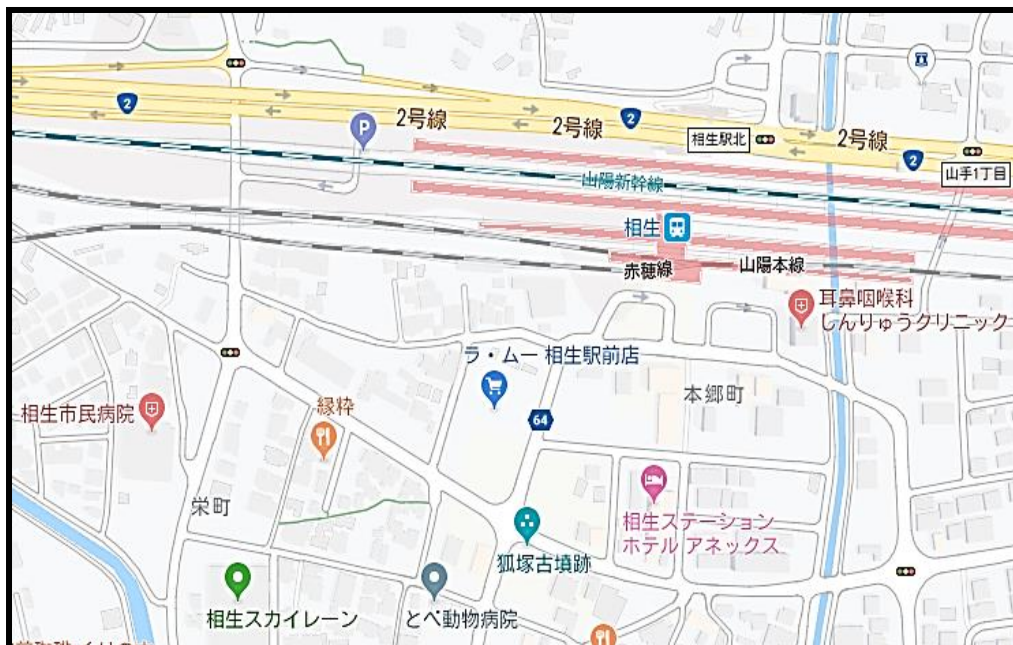 2
P
2号線
2号線
2
相生駅北
2号線
2
山手1丁目
山陽新幹線
相生
赤穂線
山陽本線
耳鼻咽喉科
しんりゅうクリニック
ラ・ムー 相生駅前店
相生市民病院
縁粋
64
本郷町
栄町
相生ステーション
ホテル アネックス
狐塚古墳跡
相生スカイレーン
とべ動物病院